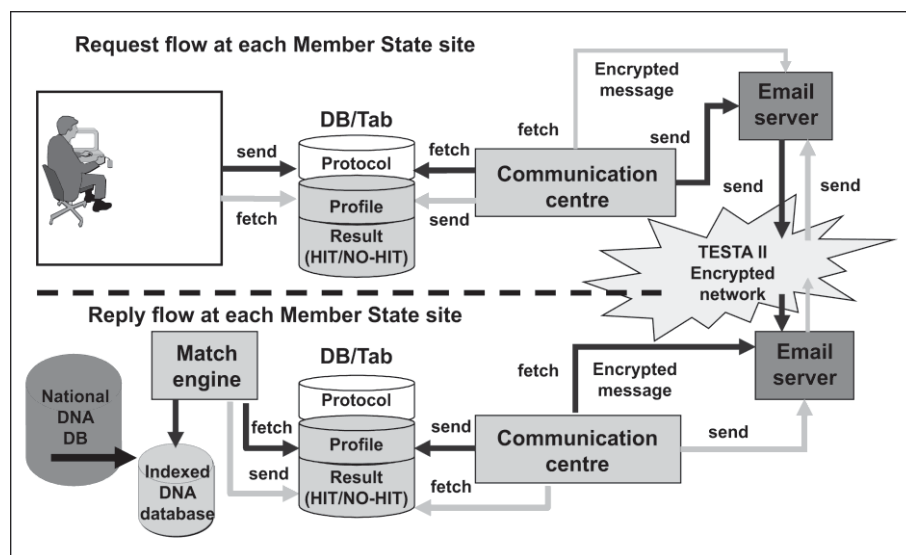 Request flow at each Member State site
Encrypted
message
Email
server
DB/Tab
fetch
send
send
fetch
Protocol
Communication
centre
send
send
fetch
Profile
send
Result
(HIT/NO-HIT)
TESTA II
Encrypted
network
Reply flow at each Member State site
Match
engine
DB/Tab
fetch
Encrypted
message
Email
server
National
DNA
DB
Protocol
fetch
Profile
send
Communication
centre
send
send
Indexed
DNA
database
Result
(HIT/NO-HIT)
fetch